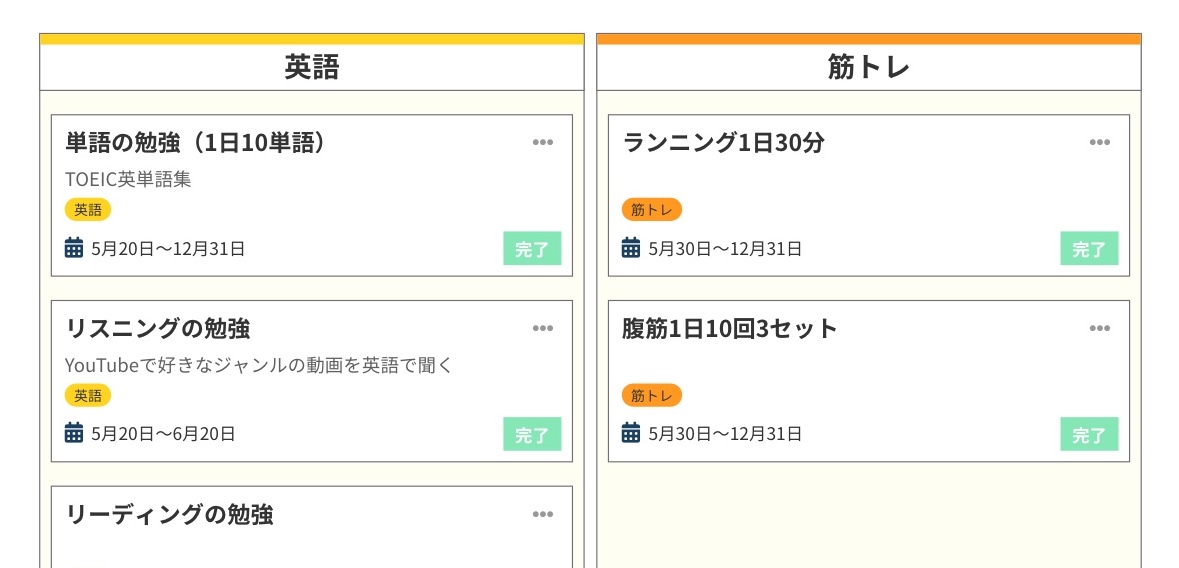 英語
単語の勉強（1日10単語）
TOEIC英単語集
英語
5月20日〜12月31日
完了
リスニングの勉強
YouTubeで好きなジャンルの動画を英語で聞く
英語
5月20日〜6月20日
完了
リーディングの勉強
筋トレ
ランニング1日30分
筋トレ
5月30日〜12月31日
完了
腹筋1日10回3セット
筋トレ
5月30日〜12月31日
完了